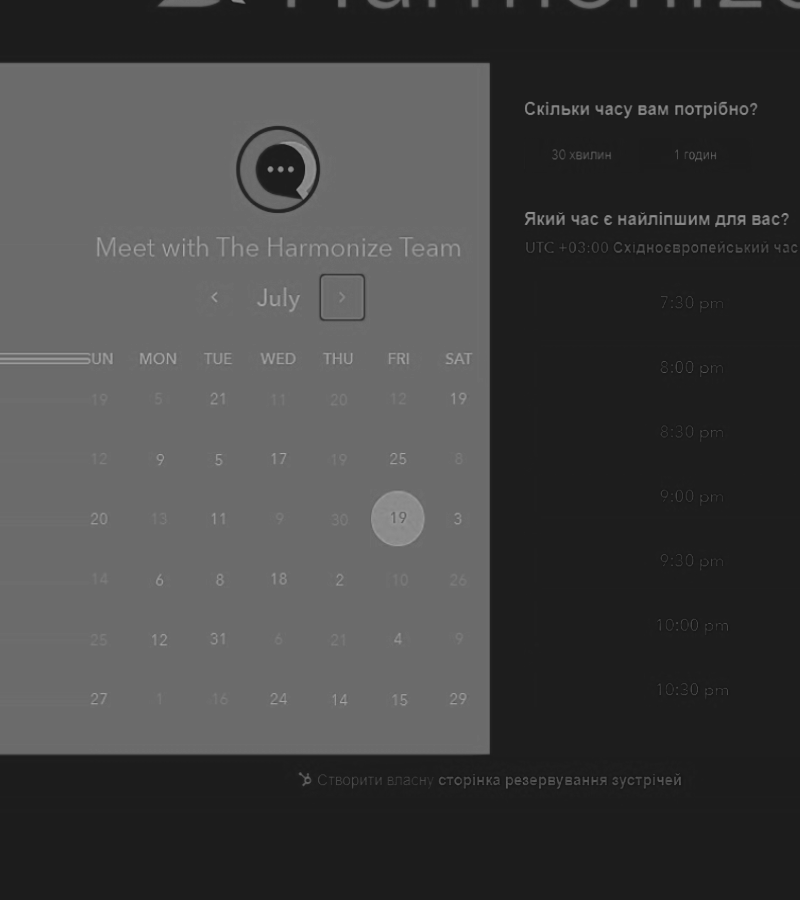 Harmonize
Meet with The Harmonize Team
July
UN MON TUE WED THU FRI SAT
19 5 21 11 20 12 19
12 9 5 17 19 25 8
20 13 11 9 30 19 3
14 6 8 18 2 10 26
25 12 31 6 21 4 9
27 1 16 24 14 15 29
Скільки часу вам потрібно?
30 хвилин 1 годин
Який час є найліпшим для вас?
UTC +03:00 Східноєвропейський час
7:30 pm
8:00 pm
8:30 pm
9:00 pm
9:30 pm
10:00 pm
10:30 pm
Створити власну сторінка резервування зустрічей